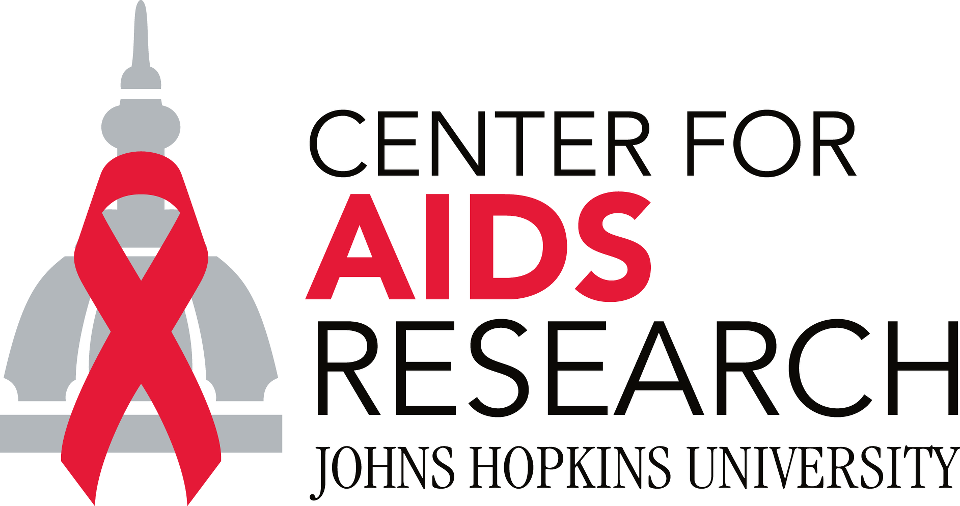 CENTER FOR
AIDS
RESEARCH
JOHNS HOPKINS UNIVERSITY